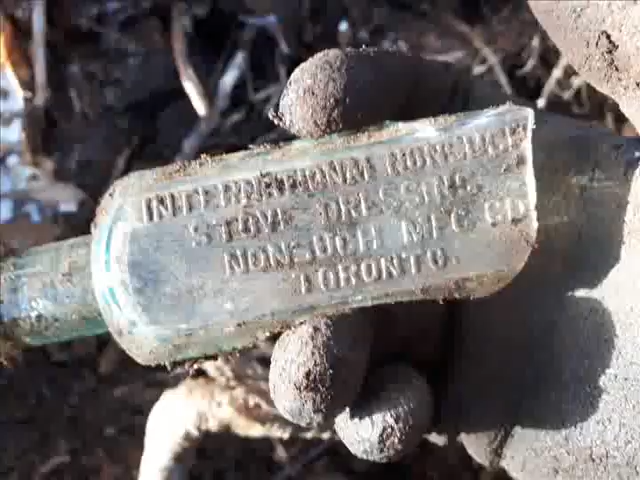 INTERNATIONAL NONSUCH
STOVE DRESSING.
NONSUCH MFG CO
TORONTO.